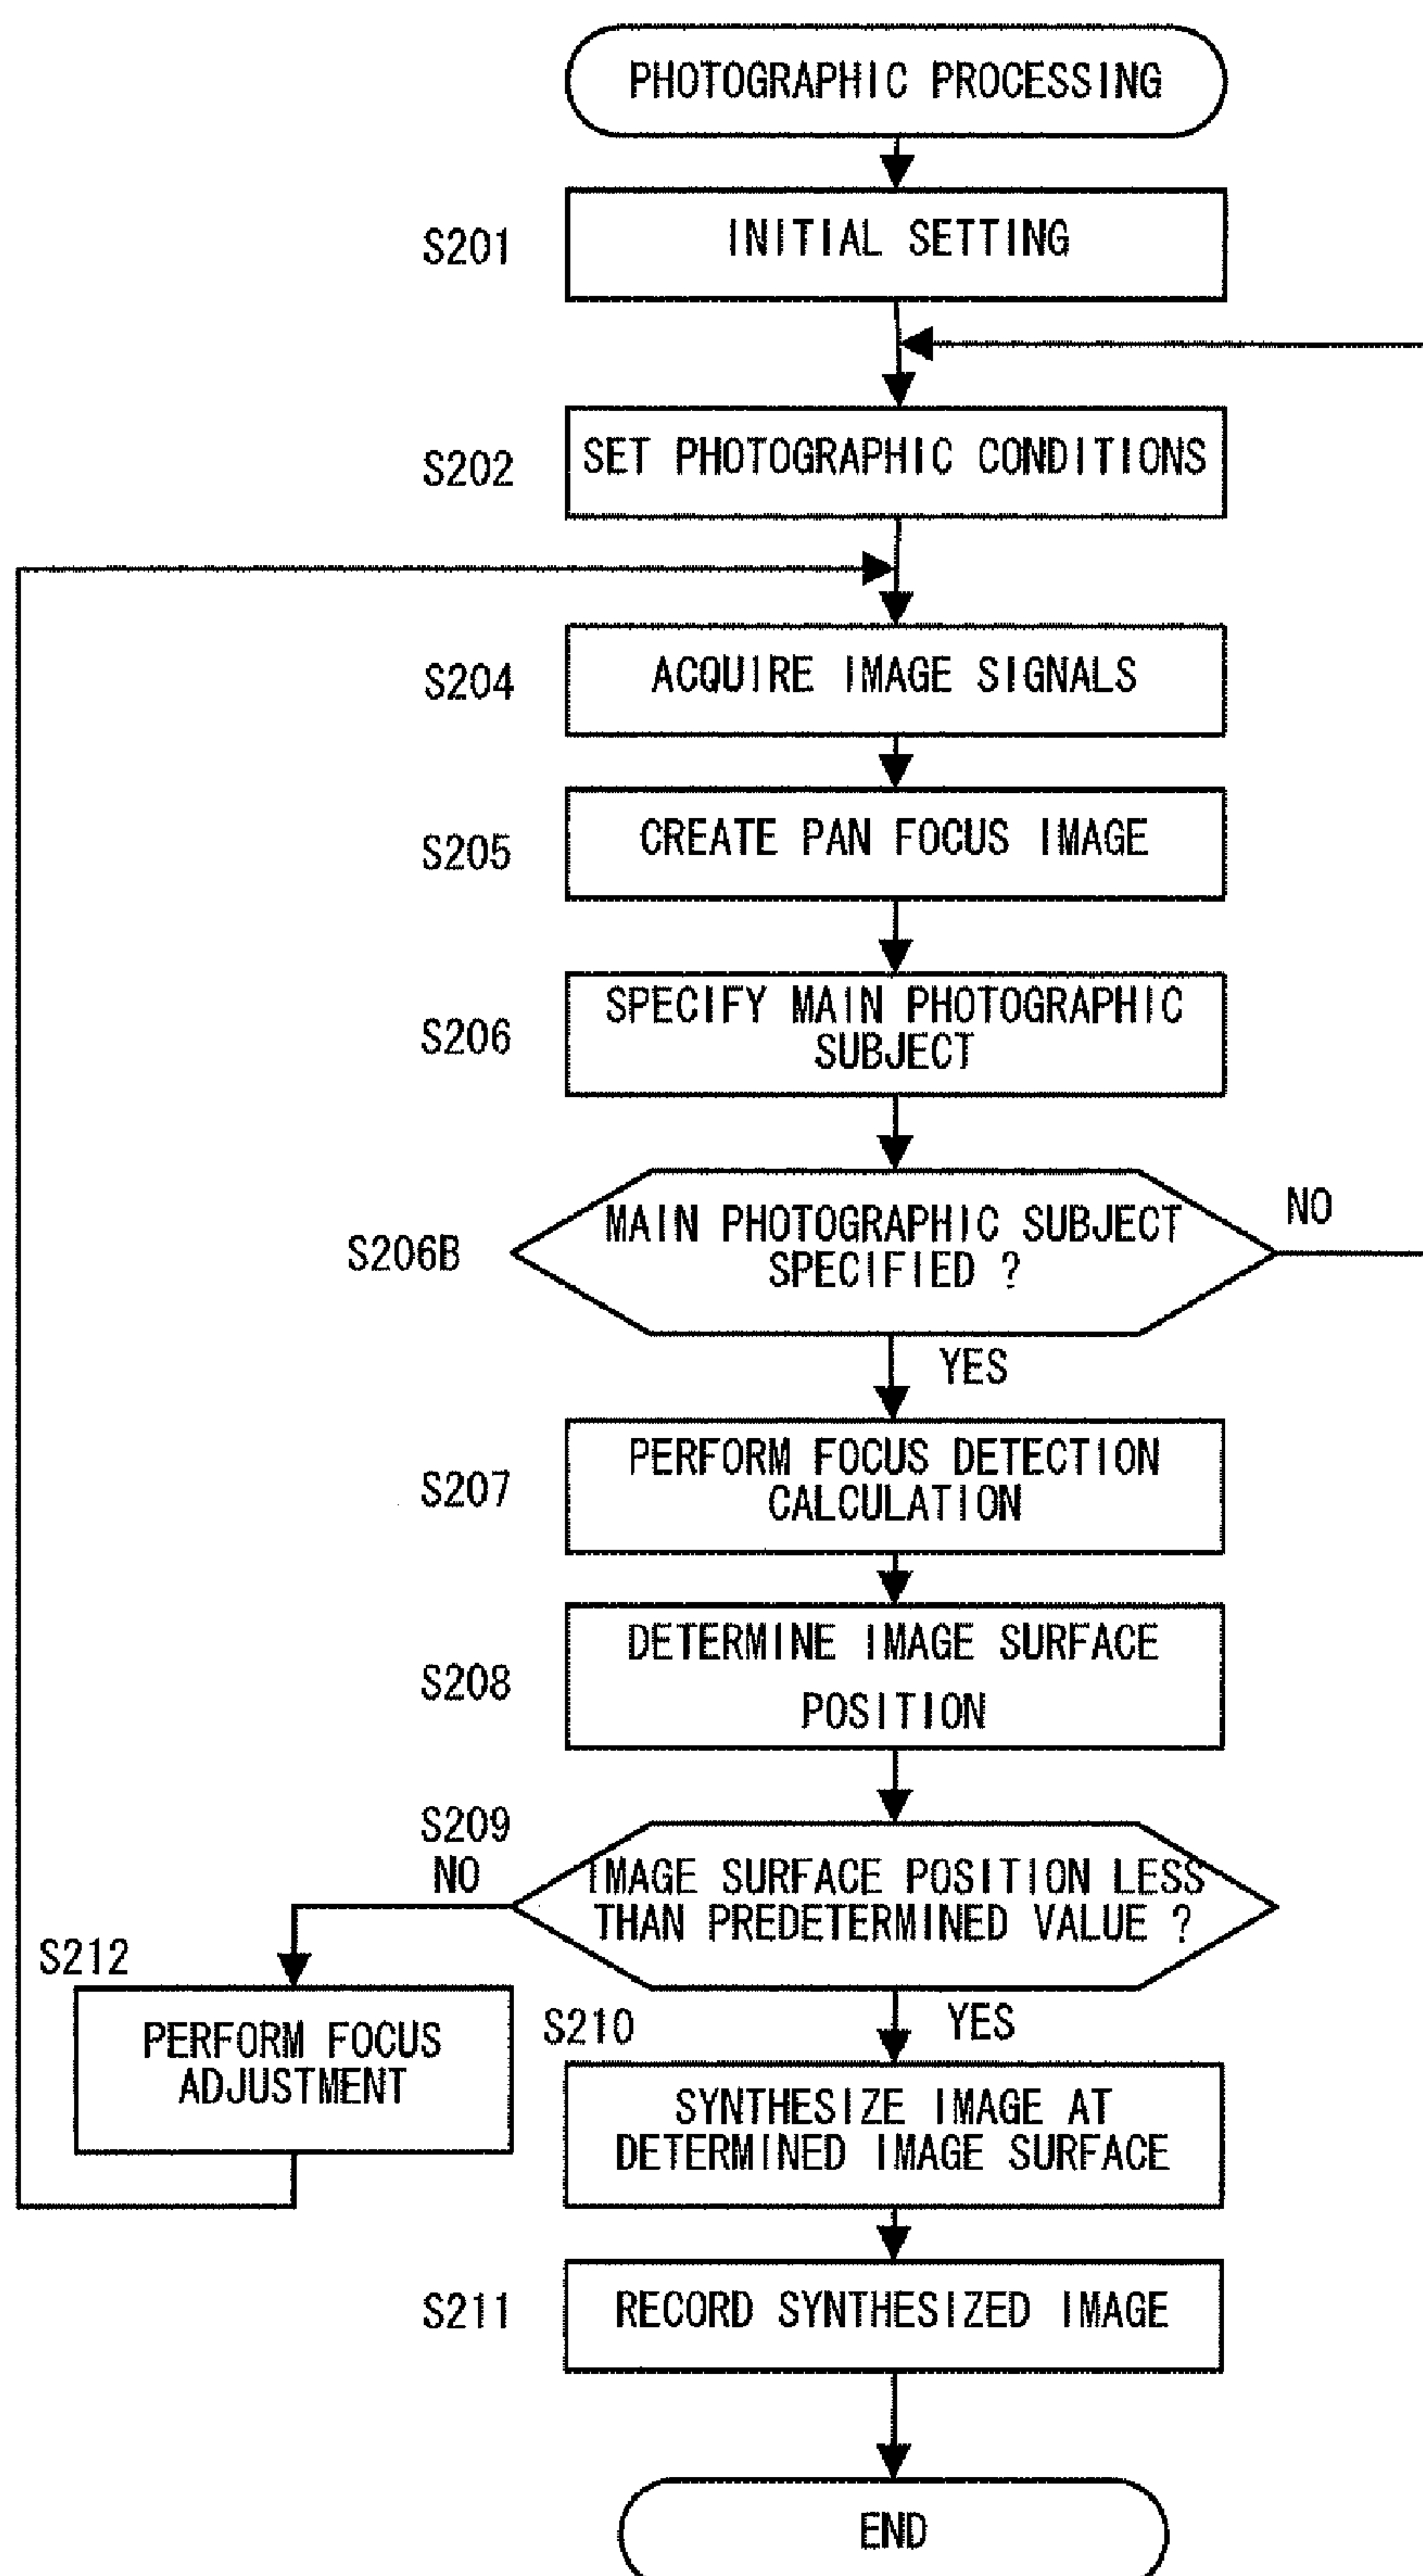 PHOTOGRAPHIC PROCESSING
S201
INITIAL SETTING
S202
SET PHOTOGRAPHIC CONDITIONS
S204
ACQUIRE IMAGE SIGNALS
S205
CREATE PAN FOCUS IMAGE
S206
SPECIFY MAIN PHOTOGRAPHIC
SUBJECT
S206B
MAIN PHOTOGRAPHIC SUBJECT
SPECIFIED ?
NO
YES
S207
PERFORM FOCUS DETECTION
CALCULATION
S208
DETERMINE IMAGE SURFACE
POSITION
S209
NO
IMAGE SURFACE POSITION LESS
THAN PREDETERMINED VALUE ?
S212
PERFORM FOCUS
ADJUSTMENT
YES
S210
SYNTHESIZE IMAGE AT
DETERMINED IMAGE SURFACE
S211
RECORD SYNTHESIZED IMAGE
END